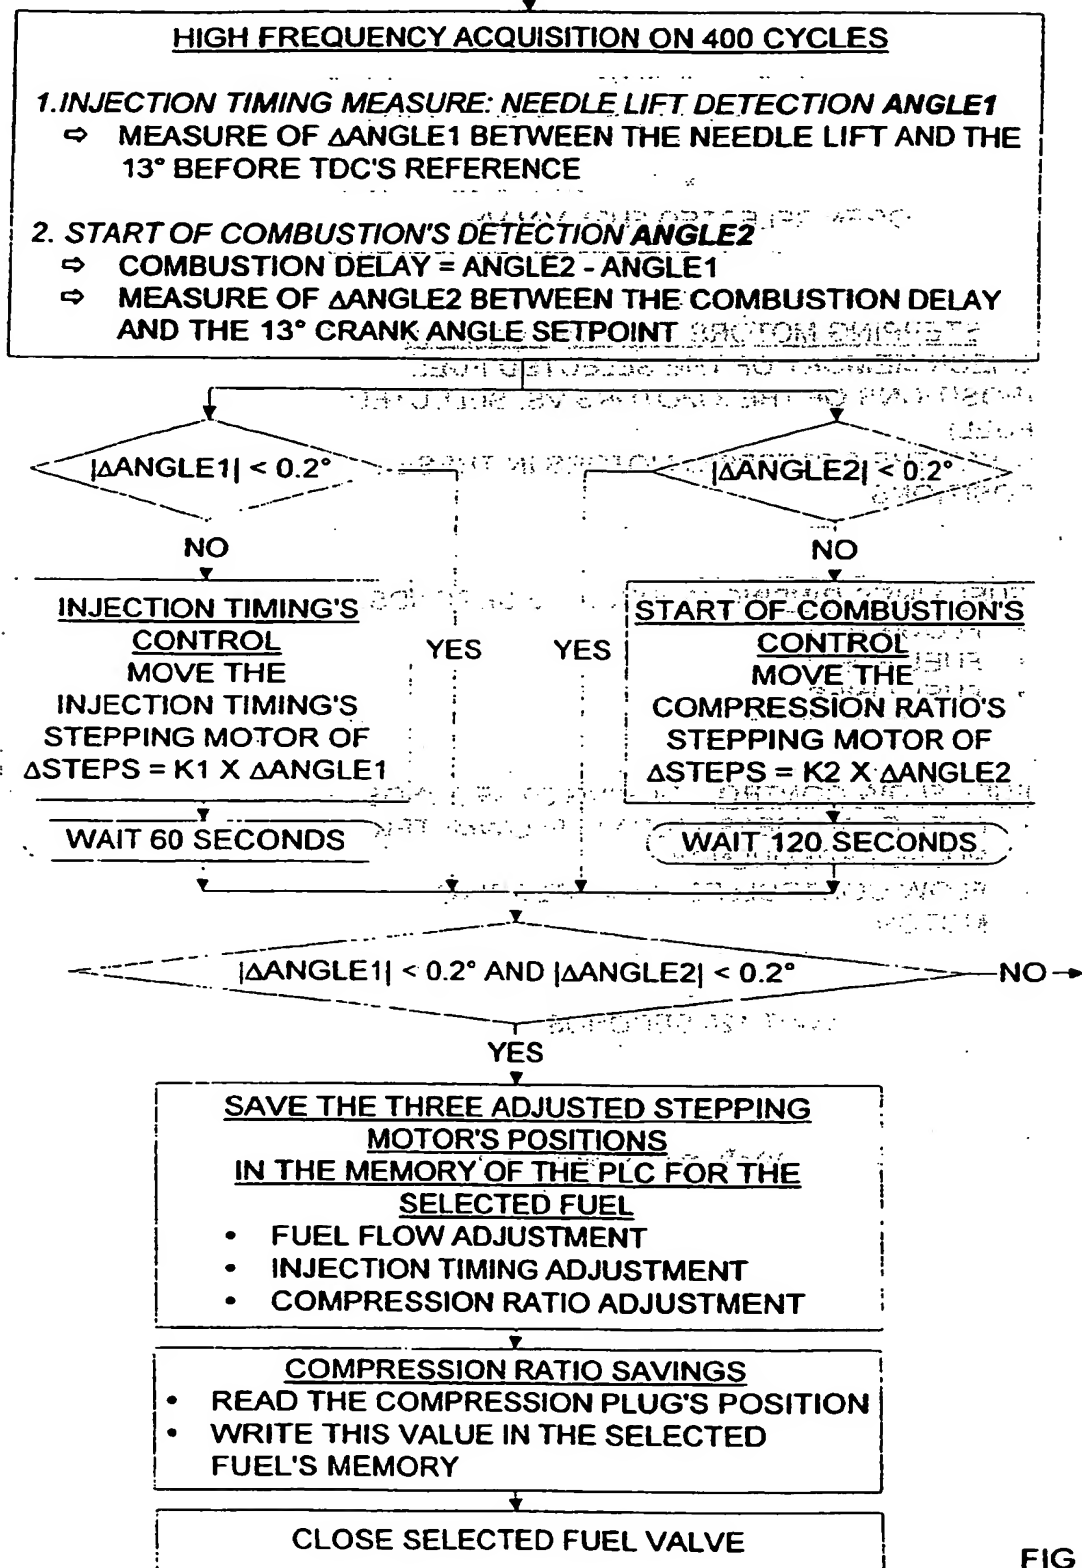 HIGH FREQUENCY ACQUISITION ON 400 CYCLES
1. INJECTION TIMING MEASURE: NEEDLE LIFT DETECTION ANGLE1
⇨ MEASURE OF ΔANGLE1 BETWEEN THE NEEDLE LIFT AND THE
13° BEFORE TDC'S REFERENCE
2. START OF COMBUSTION'S DETECTION ANGLE2
⇨ COMBUSTION DELAY = ANGLE2 - ANGLE1
⇨ MEASURE OF ΔANGLE2 BETWEEN THE COMBUSTION DELAY
AND THE 13° CRANK ANGLE SETPOINT
|ΔANGLE1| < 0.2°
|ΔANGLE2| < 0.2°
NO
NO
INJECTION TIMING'S
CONTROL
MOVE THE
INJECTION TIMING'S
STEPPING MOTOR OF
ΔSTEPS = K1 X ΔANGLE1
YES
YES
START OF COMBUSTION'S
CONTROL
MOVE THE
COMPRESSION RATIO'S
STEPPING MOTOR OF
ΔSTEPS = K2 X ΔANGLE2
WAIT 60 SECONDS
WAIT 120 SECONDS
|ΔANGLE1| < 0.2° AND |ΔANGLE2| < 0.2°
NO
YES
SAVE THE THREE ADJUSTED STEPPING
MOTOR'S POSITIONS
IN THE MEMORY OF THE PLC FOR THE
SELECTED FUEL
• FUEL FLOW ADJUSTMENT
• INJECTION TIMING ADJUSTMENT
• COMPRESSION RATIO ADJUSTMENT
COMPRESSION RATIO SAVINGS
• READ THE COMPRESSION PLUG'S POSITION
• WRITE THIS VALUE IN THE SELECTED
FUEL'S MEMORY
CLOSE SELECTED FUEL VALVE
FIG